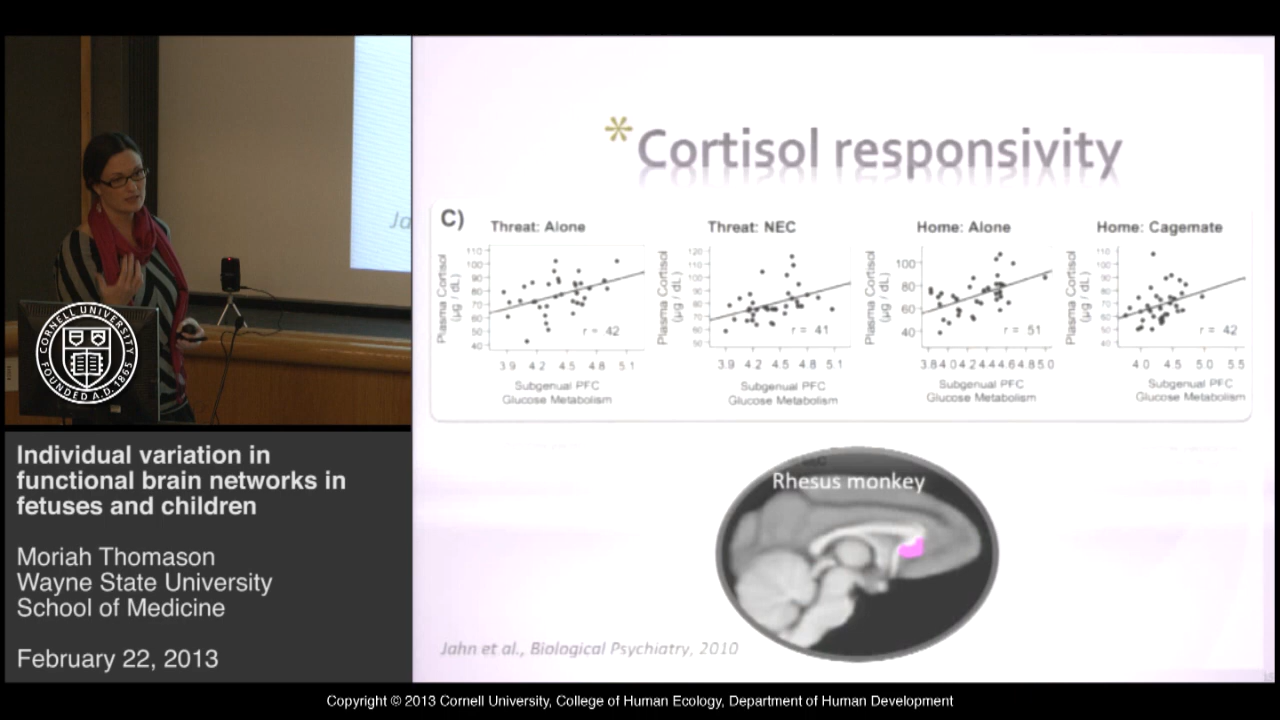 Ja
CORNELL UNIVERSITY
FOUNDED A.D. 1865
Individual variation in
functional brain networks in
fetuses and children
Moriah Thomason
Wayne State University
School of Medicine
February 22, 2013
*Cortisol responsivity
C)
Threat: Alone
Plasma Cortisol
(µg / dL)
110
100
90
80
70
60
50
40
r = 42
3 9 4.2 4.5 4.8 5.1
Subgenual PFC
Glucose Metabolism
Threat: NEC
Plasma Cortisol
(µg / dL)
120
110
100
90
80
70
60
50
r = 41
3.9 4.2 4.5 4 8 5.1
Subgenual PFC
Glucose Metabolism
Home: Alone
Plasma Cortisol
(µg / dL)
100
80
60
40
r = 51
3.8 4 0 4 2 4.4 4.6 4.8 5 0
Subgenual PFC
Glucose Metabolism
Home: Cagemate
Plasma Cortisol
(µg / dL)
110
100
90
80
70
60
50
40
r = 42
4 0 4.5 5 0 5 5
Subgenual PFC
Glucose Metabolism
Rhesus monkey
Jahn et al., Biological Psychiatry, 2010
Copyright © 2013 Cornell University, College of Human Ecology, Department of Human Development